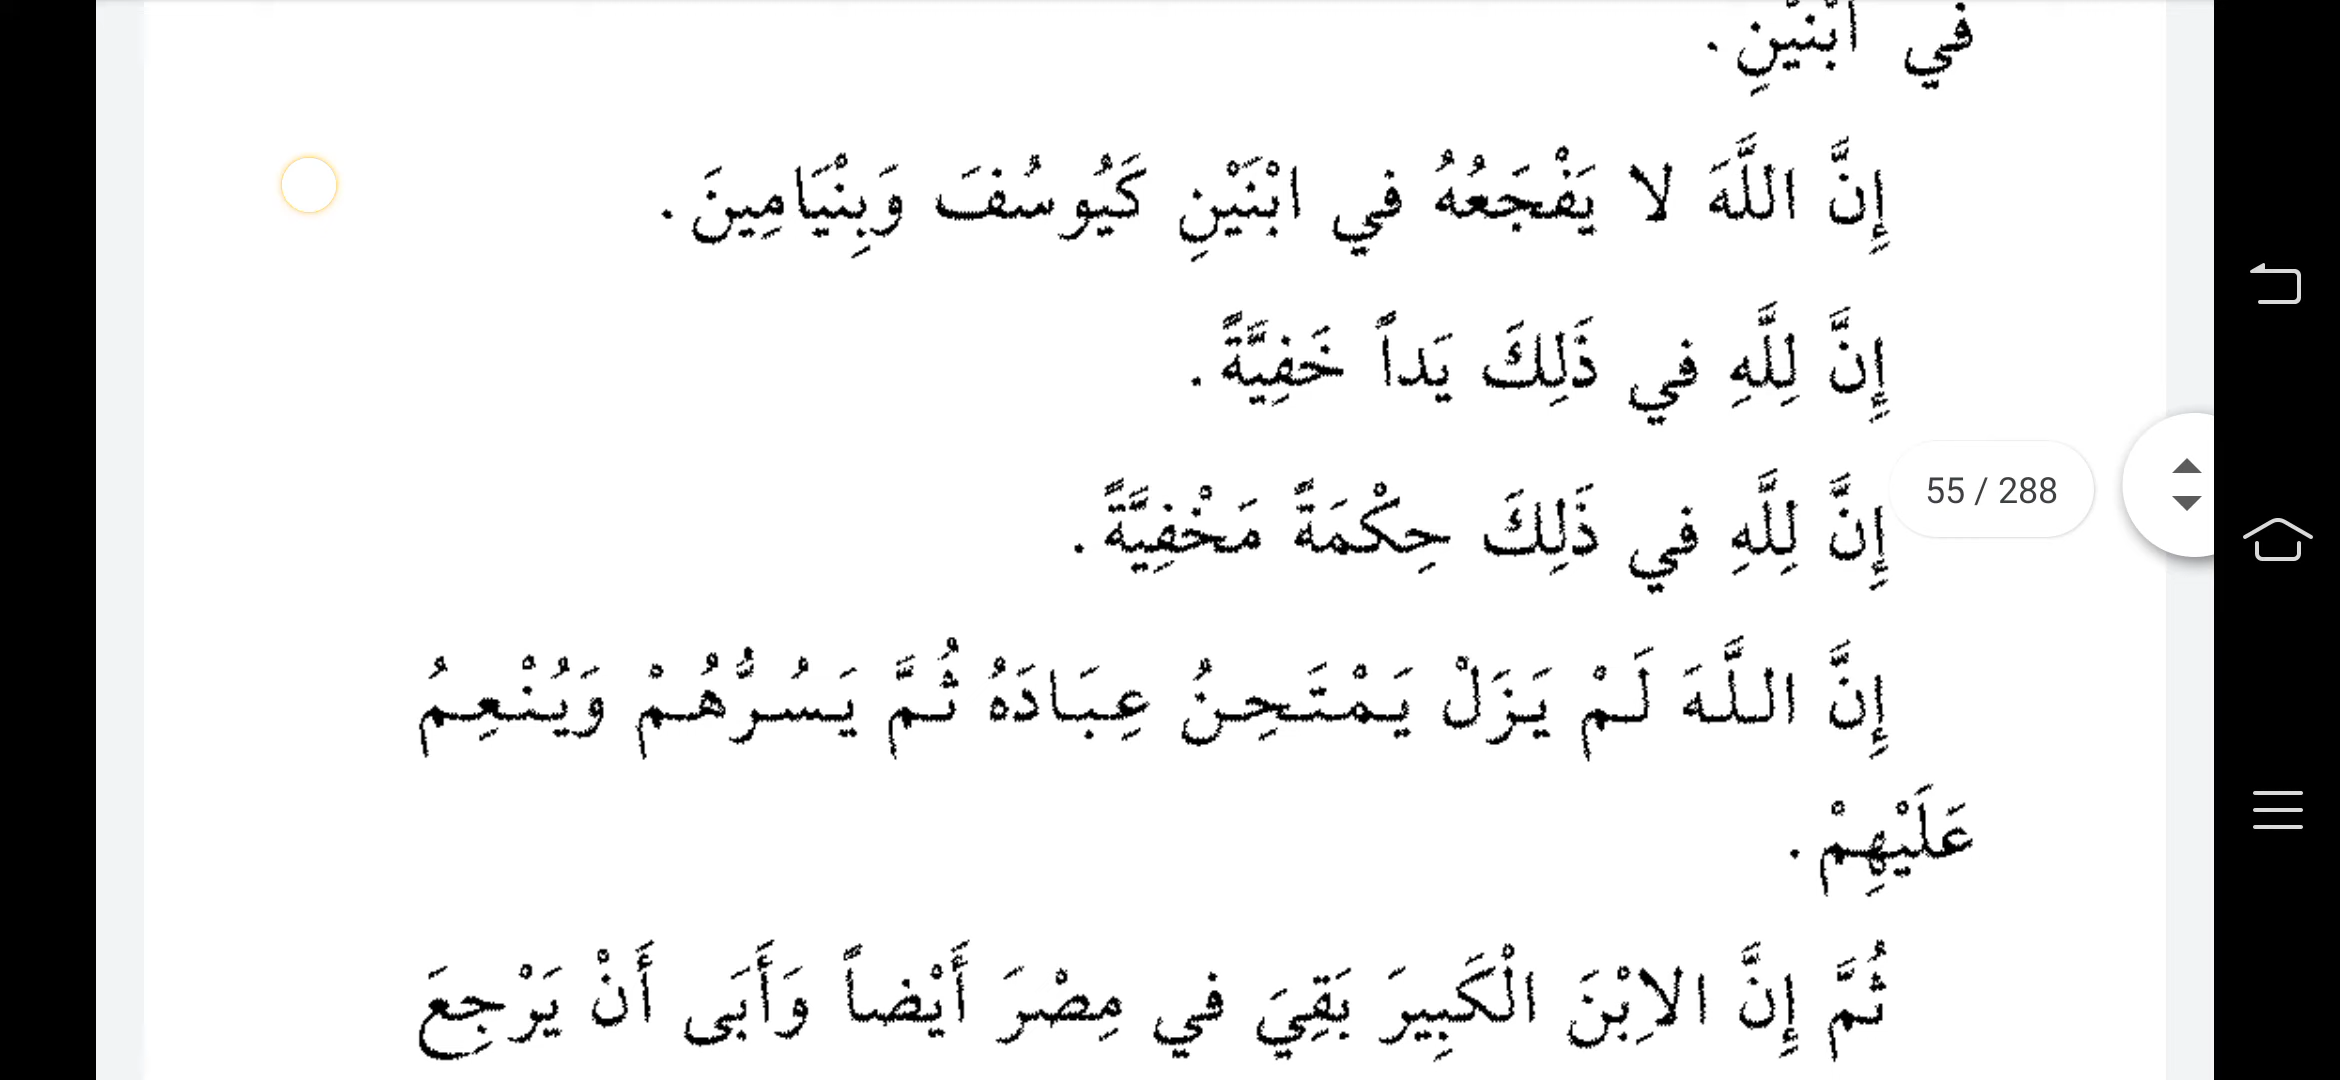 في ابْنَيْنِ .
إِنَّ اللَّهَ لا يَفْجَعُهُ في ابْنَيْنِ كَيُوسُفَ وَبِنْيَامِينَ .
إِنَّ لِلَّهِ في ذَلِكَ يَداً خَفِيَّةً .
إِنَّ لِلَّهِ في ذَلِكَ حِكْمَةً مَخْفِيَّةً .
55 / 288
إِنَّ اللَّهَ لَمْ يَزَلْ يَمْتَحِنُ عِبَادَهُ ثُمَّ يَسُرُّهُمْ وَيُنْعِمُ
عَلَيْهِمْ .
ثُمَّ إِنَّ الاِبْنَ الْكَبِيرَ بَقِيَ في مِصْرَ أَيْضاً وَأَبَى أَنْ يَرْجِعَ